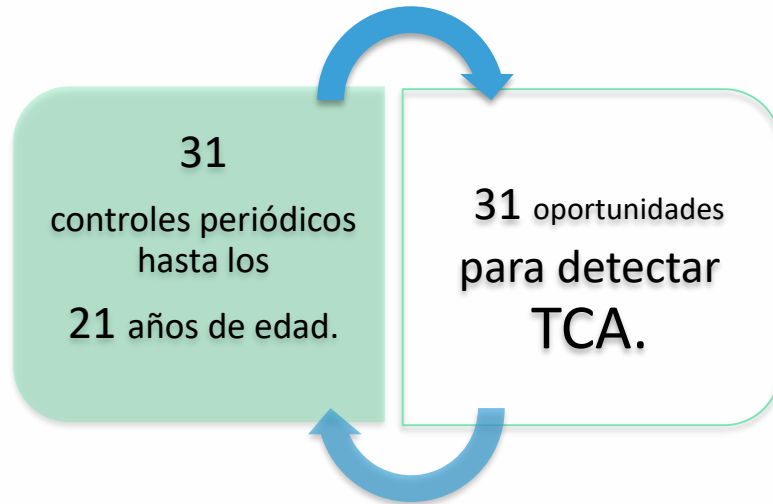 31
controles periódicos
hasta los
21 años de edad.
31 oportunidades
para detectar
TCA.